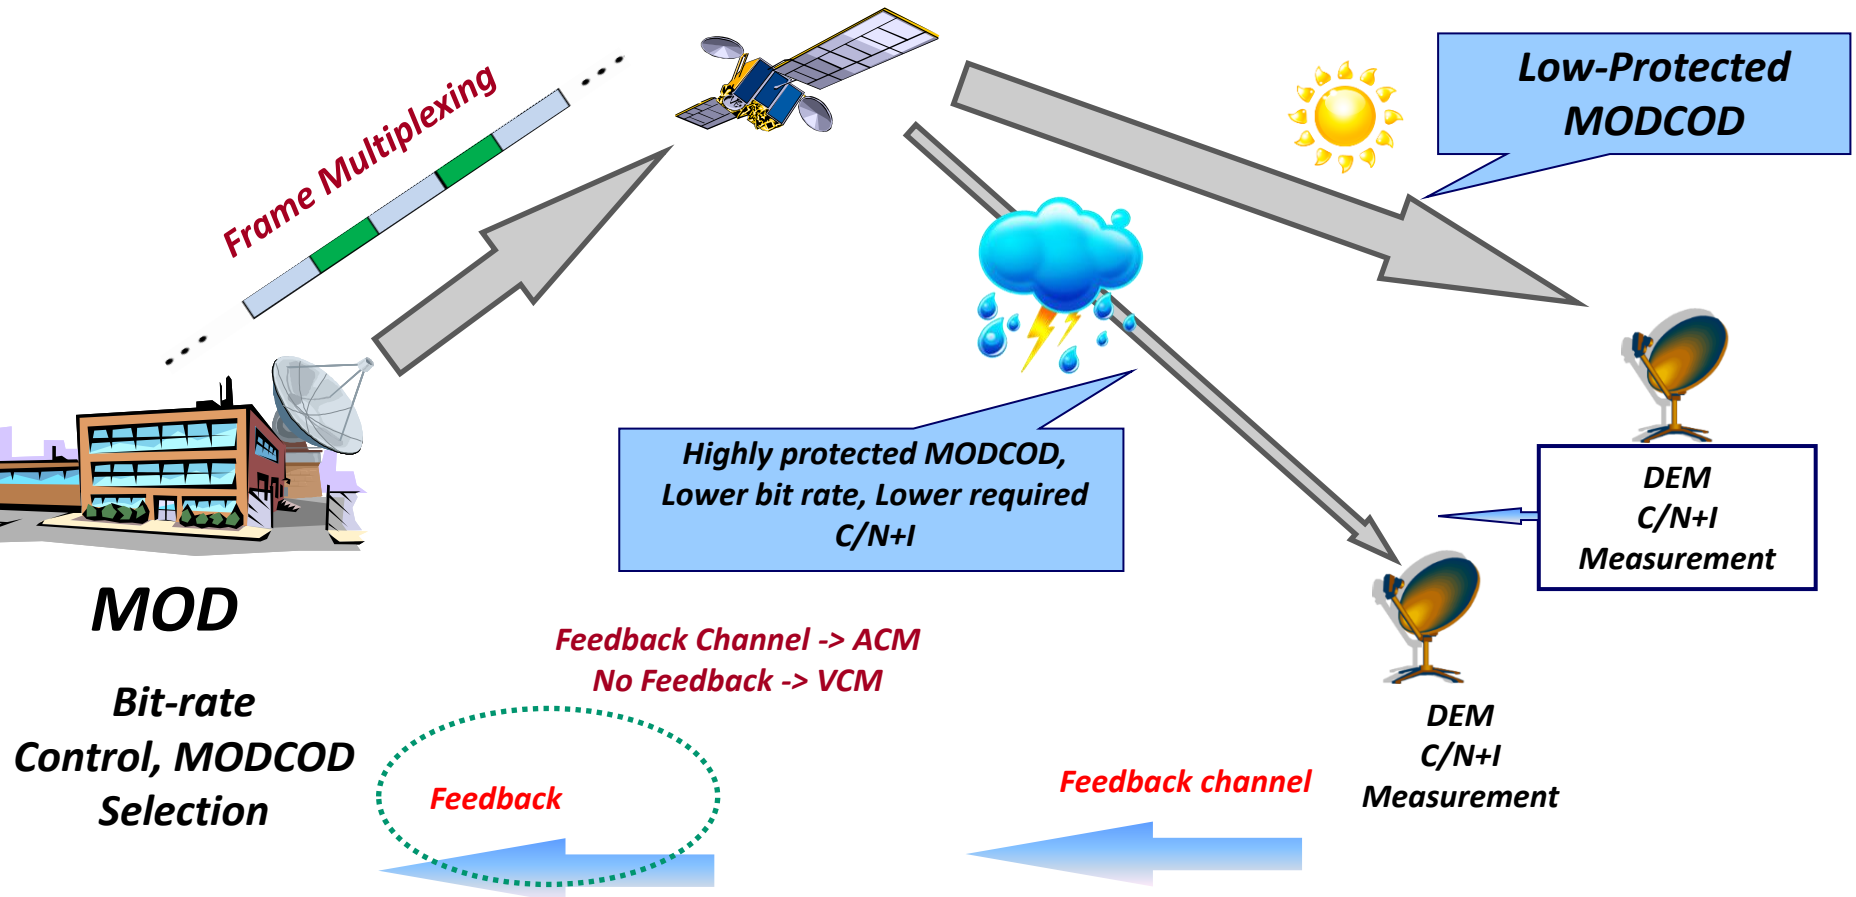 Frame Multiplexing
Low-Protected
MODCOD
Highly protected MODCOD,
Lower bit rate, Lower required
C/N+I
DEM
C/N+I
Measurement
MOD
Bit-rate
Control, MODCOD
Selection
Feedback Channel -> ACM
No Feedback -> VCM
Feedback
Feedback channel
DEM
C/N+I
Measurement